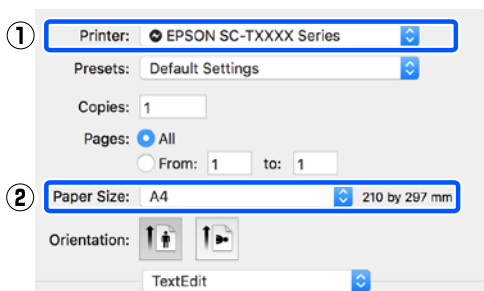 ① Printer: EPSON SC-TXXXX Series
Presets: Default Settings
Copies: 1
Pages: All
From: 1 to: 1
② Paper Size: A4 210 by 297 mm
Orientation:
TextEdit